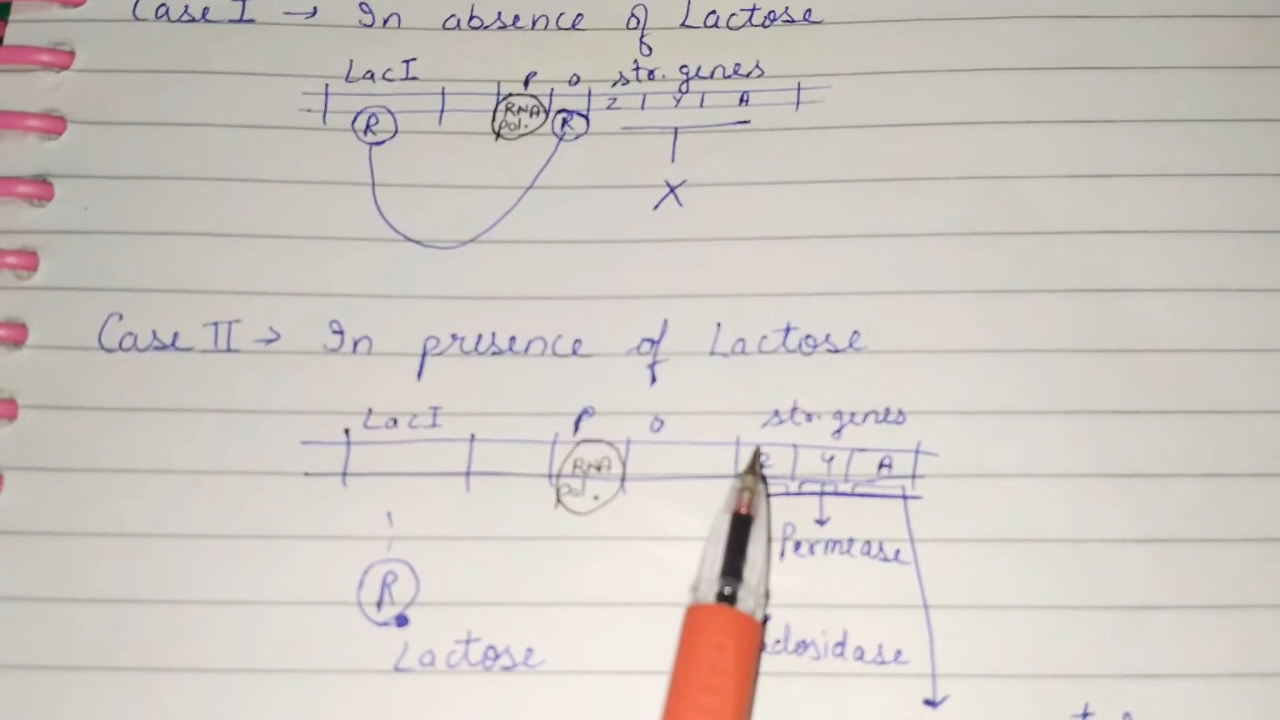 Case I → In absence of Lactose
LacI P O str. genes
Z Y A
R RNA pol. R
X
Case II → In presence of Lactose
LacI P O str. genes
RNA pol. Z Y A
Permease
R
Lactose